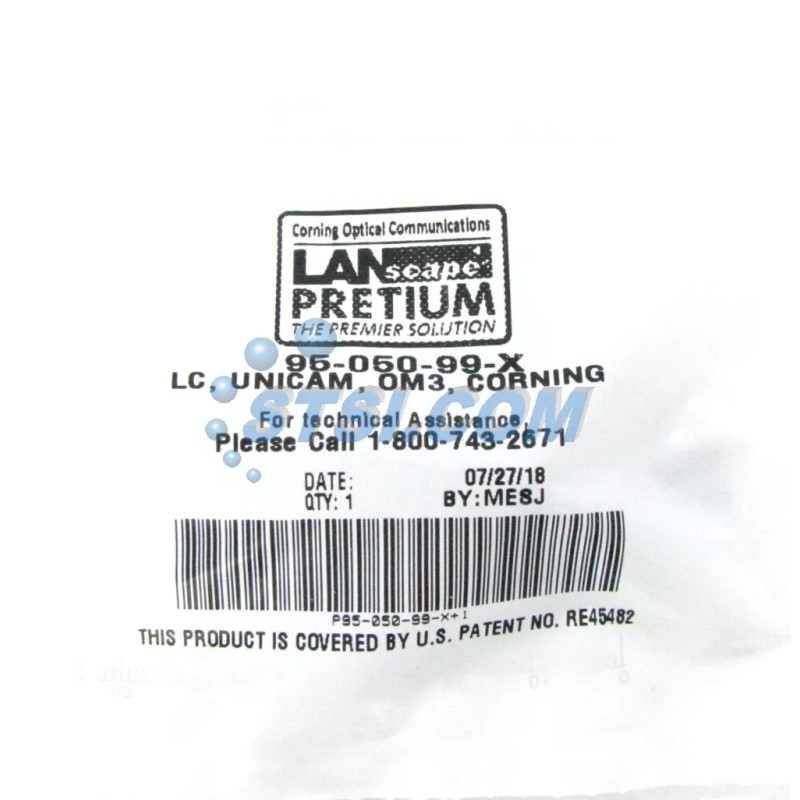 Corning Optical Communications
LANscape
PRETIUM
THE PREMIER SOLUTION
95-050-99-X
LC, UNICAM, OM3, CORNING
STSI.COM
For technical Assistance,
Please Call 1-800-743-2671
DATE: 07/27/18
QTY: 1 BY:MESJ
P95-050-99-X+1
THIS PRODUCT IS COVERED BY U.S. PATENT NO. RE45482